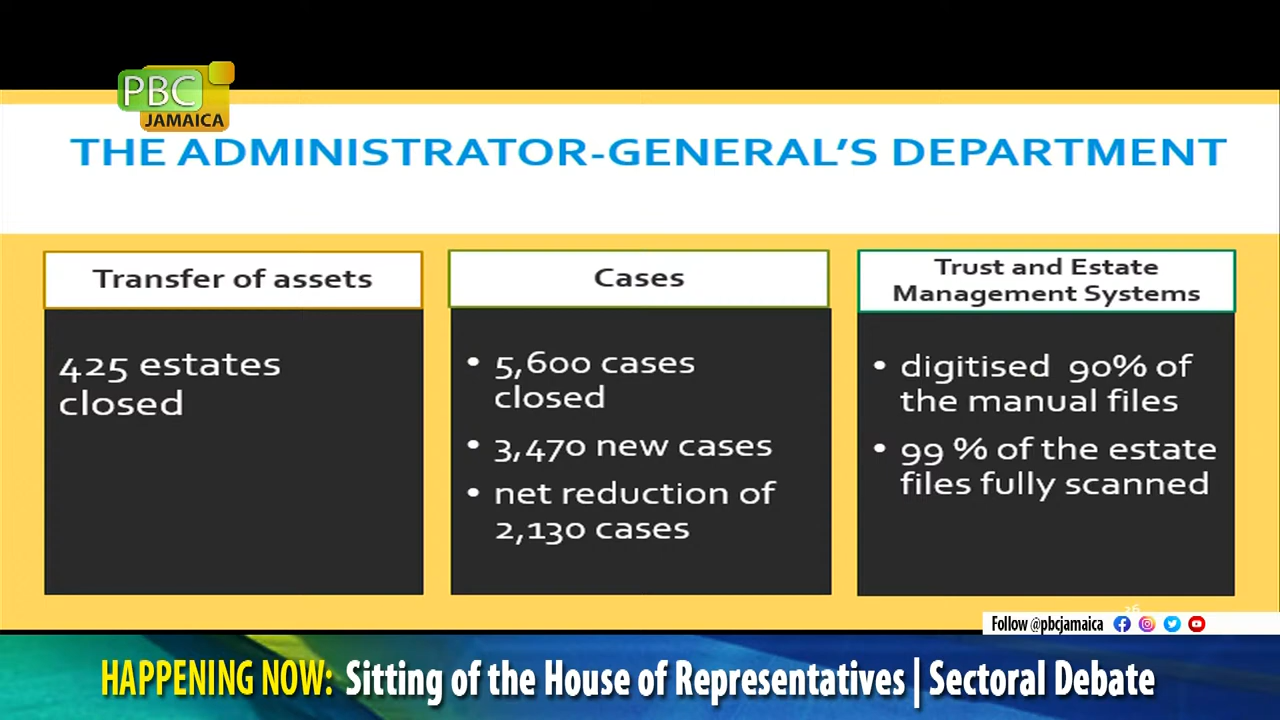 PBC
JAMAICA
THE ADMINISTRATOR-GENERAL'S DEPARTMENT
Transfer of assets
425 estates
closed
Cases
• 5,600 cases
closed
• 3,470 new cases
• net reduction of
2,130 cases
Trust and Estate
Management Systems
• digitised 90% of
the manual files
• 99 % of the estate
files fully scanned
Follow @pbcjamaica
HAPPENING NOW: Sitting of the House of Representatives | Sectoral Debate